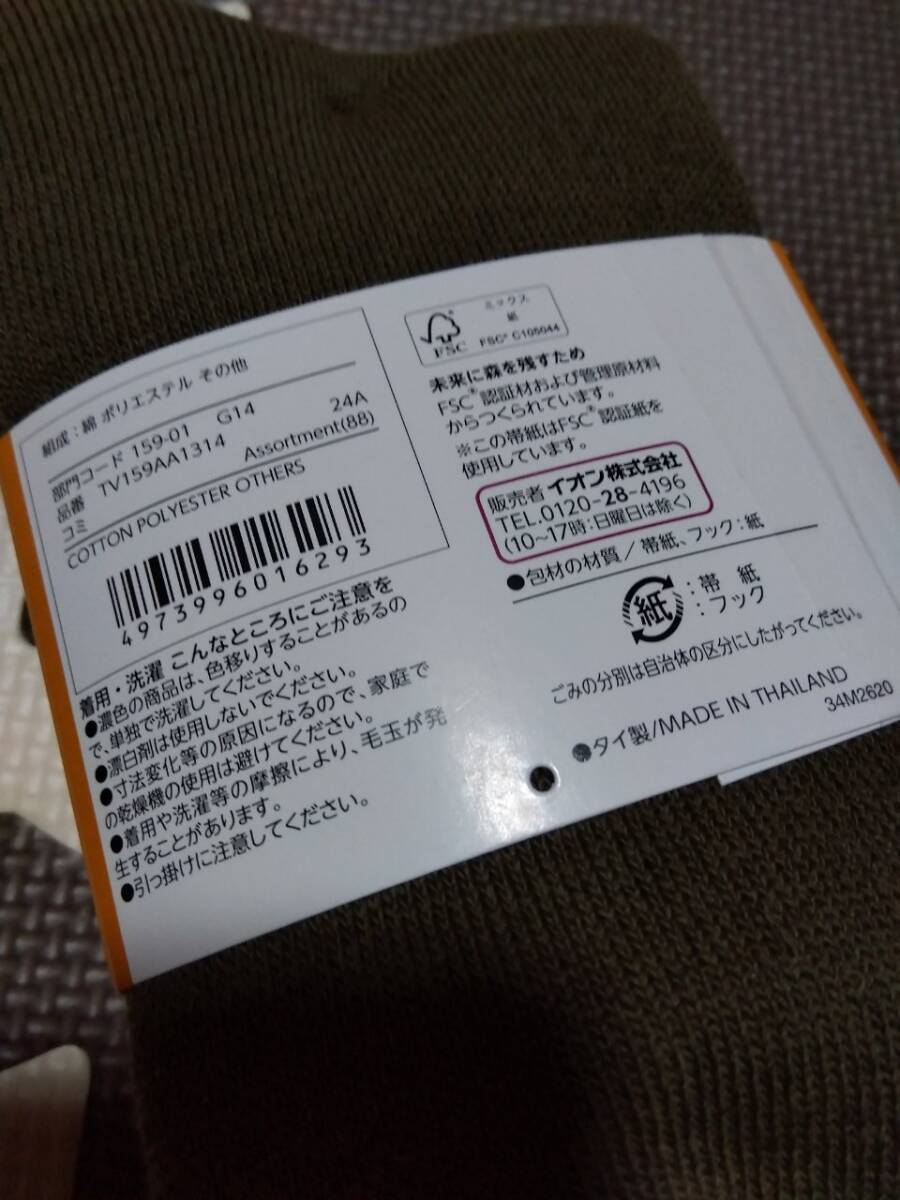 組成:綿 ポリエステル その他
部門コード 159-01 G14 24A
品番 TV159AA1314
コミ Assortment(88)
COTTON POLYESTER OTHERS
4973996016293
着用・洗濯 こんなところにご注意を
●濃色の商品は、色移りすることがあるの
で、単独で洗濯してください。
●漂白剤は使用しないでください。
●寸法変化等の原因になるので、家庭で
の乾燥機の使用は避けてください。
●着用や洗濯等の摩擦により、毛玉が発
生することがあります。
●引っ掛けに注意してください。
ミックス
紙
FSC
FSC® C105044
未来に森を残すため
FSC®認証材および管理原材料
からつくられています。
※この帯紙はFSC®認証紙を
使用しています。
販売者 イオン株式会社
TEL.0120-28-4196
(10~17時:日曜日は除く)
●包材の材質/帯紙、フック:紙
紙
:帯 紙
:フック
ごみの分別は自治体の区分にしたがってください。
●タイ製/MADE IN THAILAND
34M2620